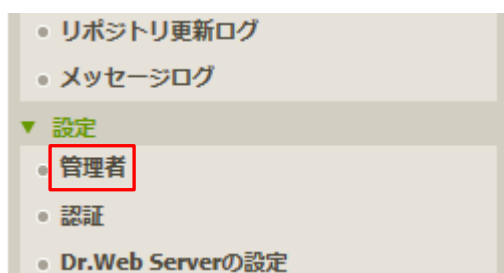 リポジトリ更新ログ
メッセージログ
▼ 設定
管理者
認証
Dr.Web Serverの設定